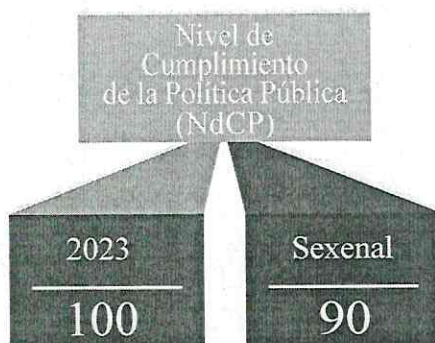 Nivel de
Cumplimiento
de la Política Pública
(NdCP)
2023
100
Sexenal
90